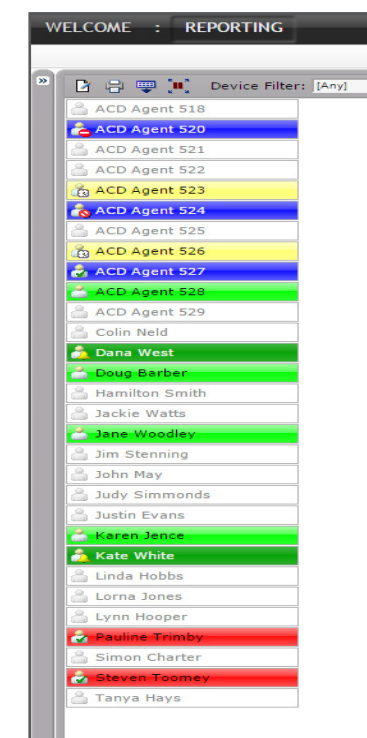 WELCOME : REPORTING
» Device Filter: [Any]
ACD Agent 518
ACD Agent 520
ACD Agent 521
ACD Agent 522
ACD Agent 523
ACD Agent 524
ACD Agent 525
ACD Agent 526
ACD Agent 527
ACD Agent 528
ACD Agent 529
Colin Neld
Dana West
Doug Barber
Hamilton Smith
Jackie Watts
Jane Woodley
Jim Stenning
John May
Judy Simmonds
Justin Evans
Karen Jence
Kate White
Linda Hobbs
Lorna Jones
Lynn Hooper
Pauline Trimby
Simon Charter
Steven Toomey
Tanya Hays